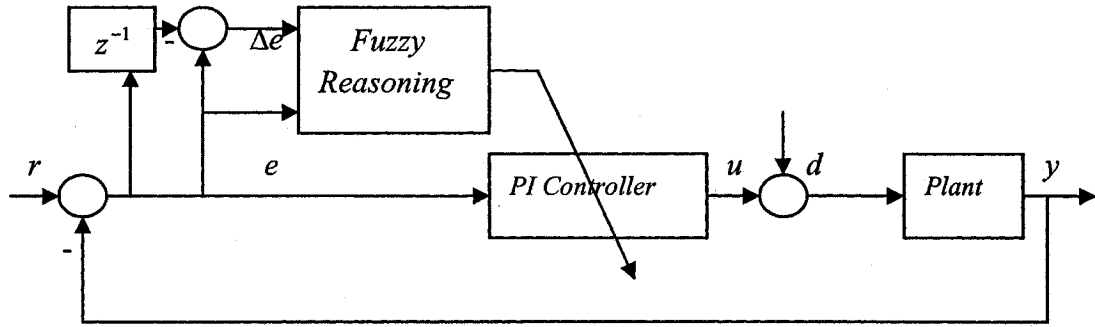 z⁻¹
-
Δe
Fuzzy
Reasoning
r
e
PI Controller
u
d
Plant
y
-